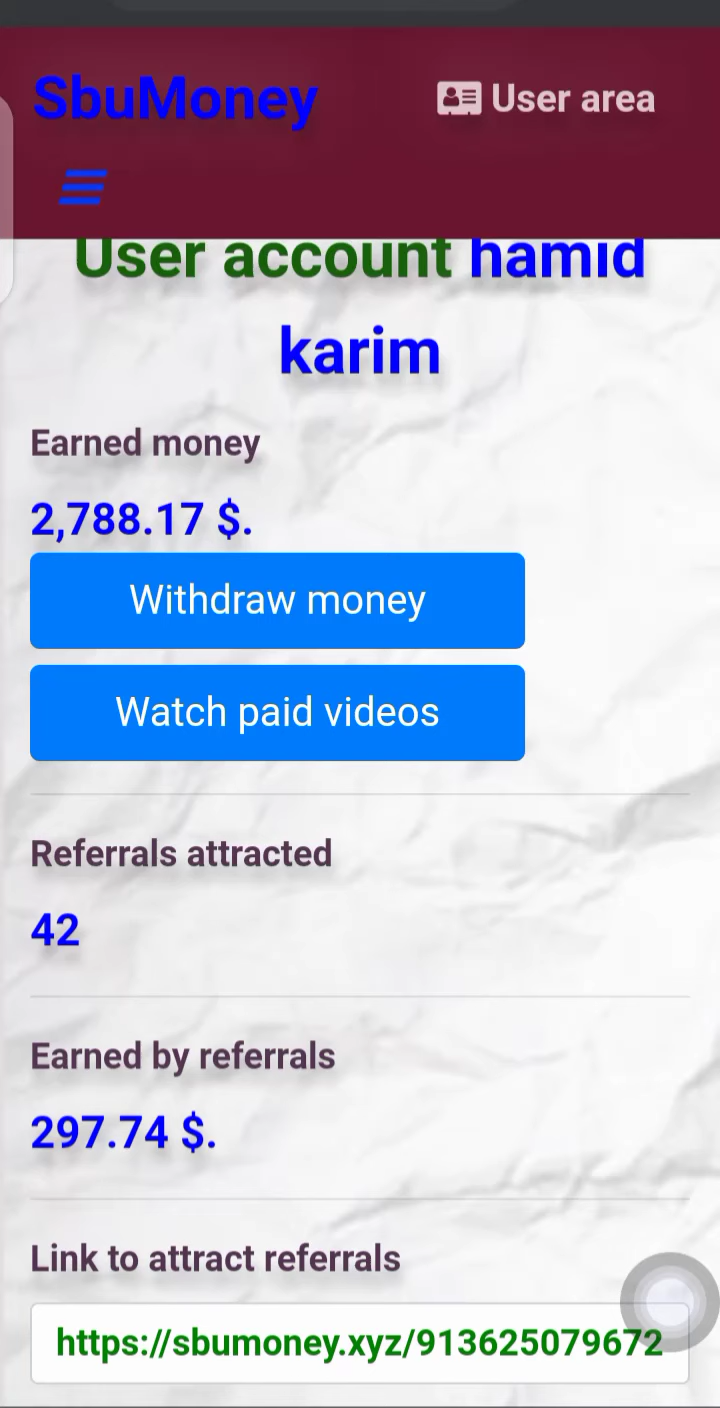 SbuMoney
User area
User account hamid
karim
Earned money
2,788.17 $.
Withdraw money
Watch paid videos
Referrals attracted
42
Earned by referrals
297.74 $.
Link to attract referrals
https://sbumoney.xyz/913625079672